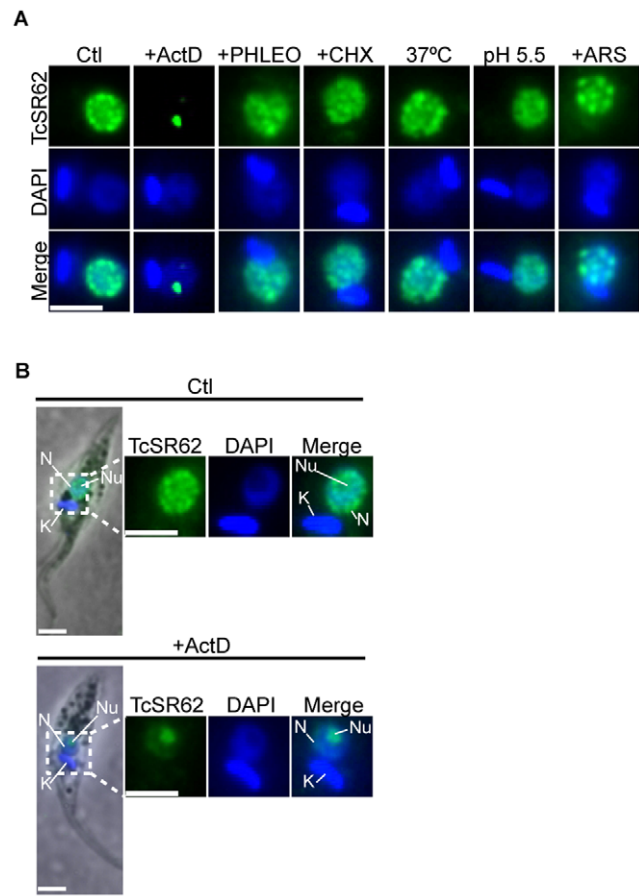 A
Ctl +ActD +PHLEO +CHX 37ºC pH 5.5 +ARS
TcSR62
DAPI
Merge
B
Ctl
TcSR62 DAPI Merge
N Nu K
Nu K N
+ActD
TcSR62 DAPI Merge
N Nu K
N Nu K